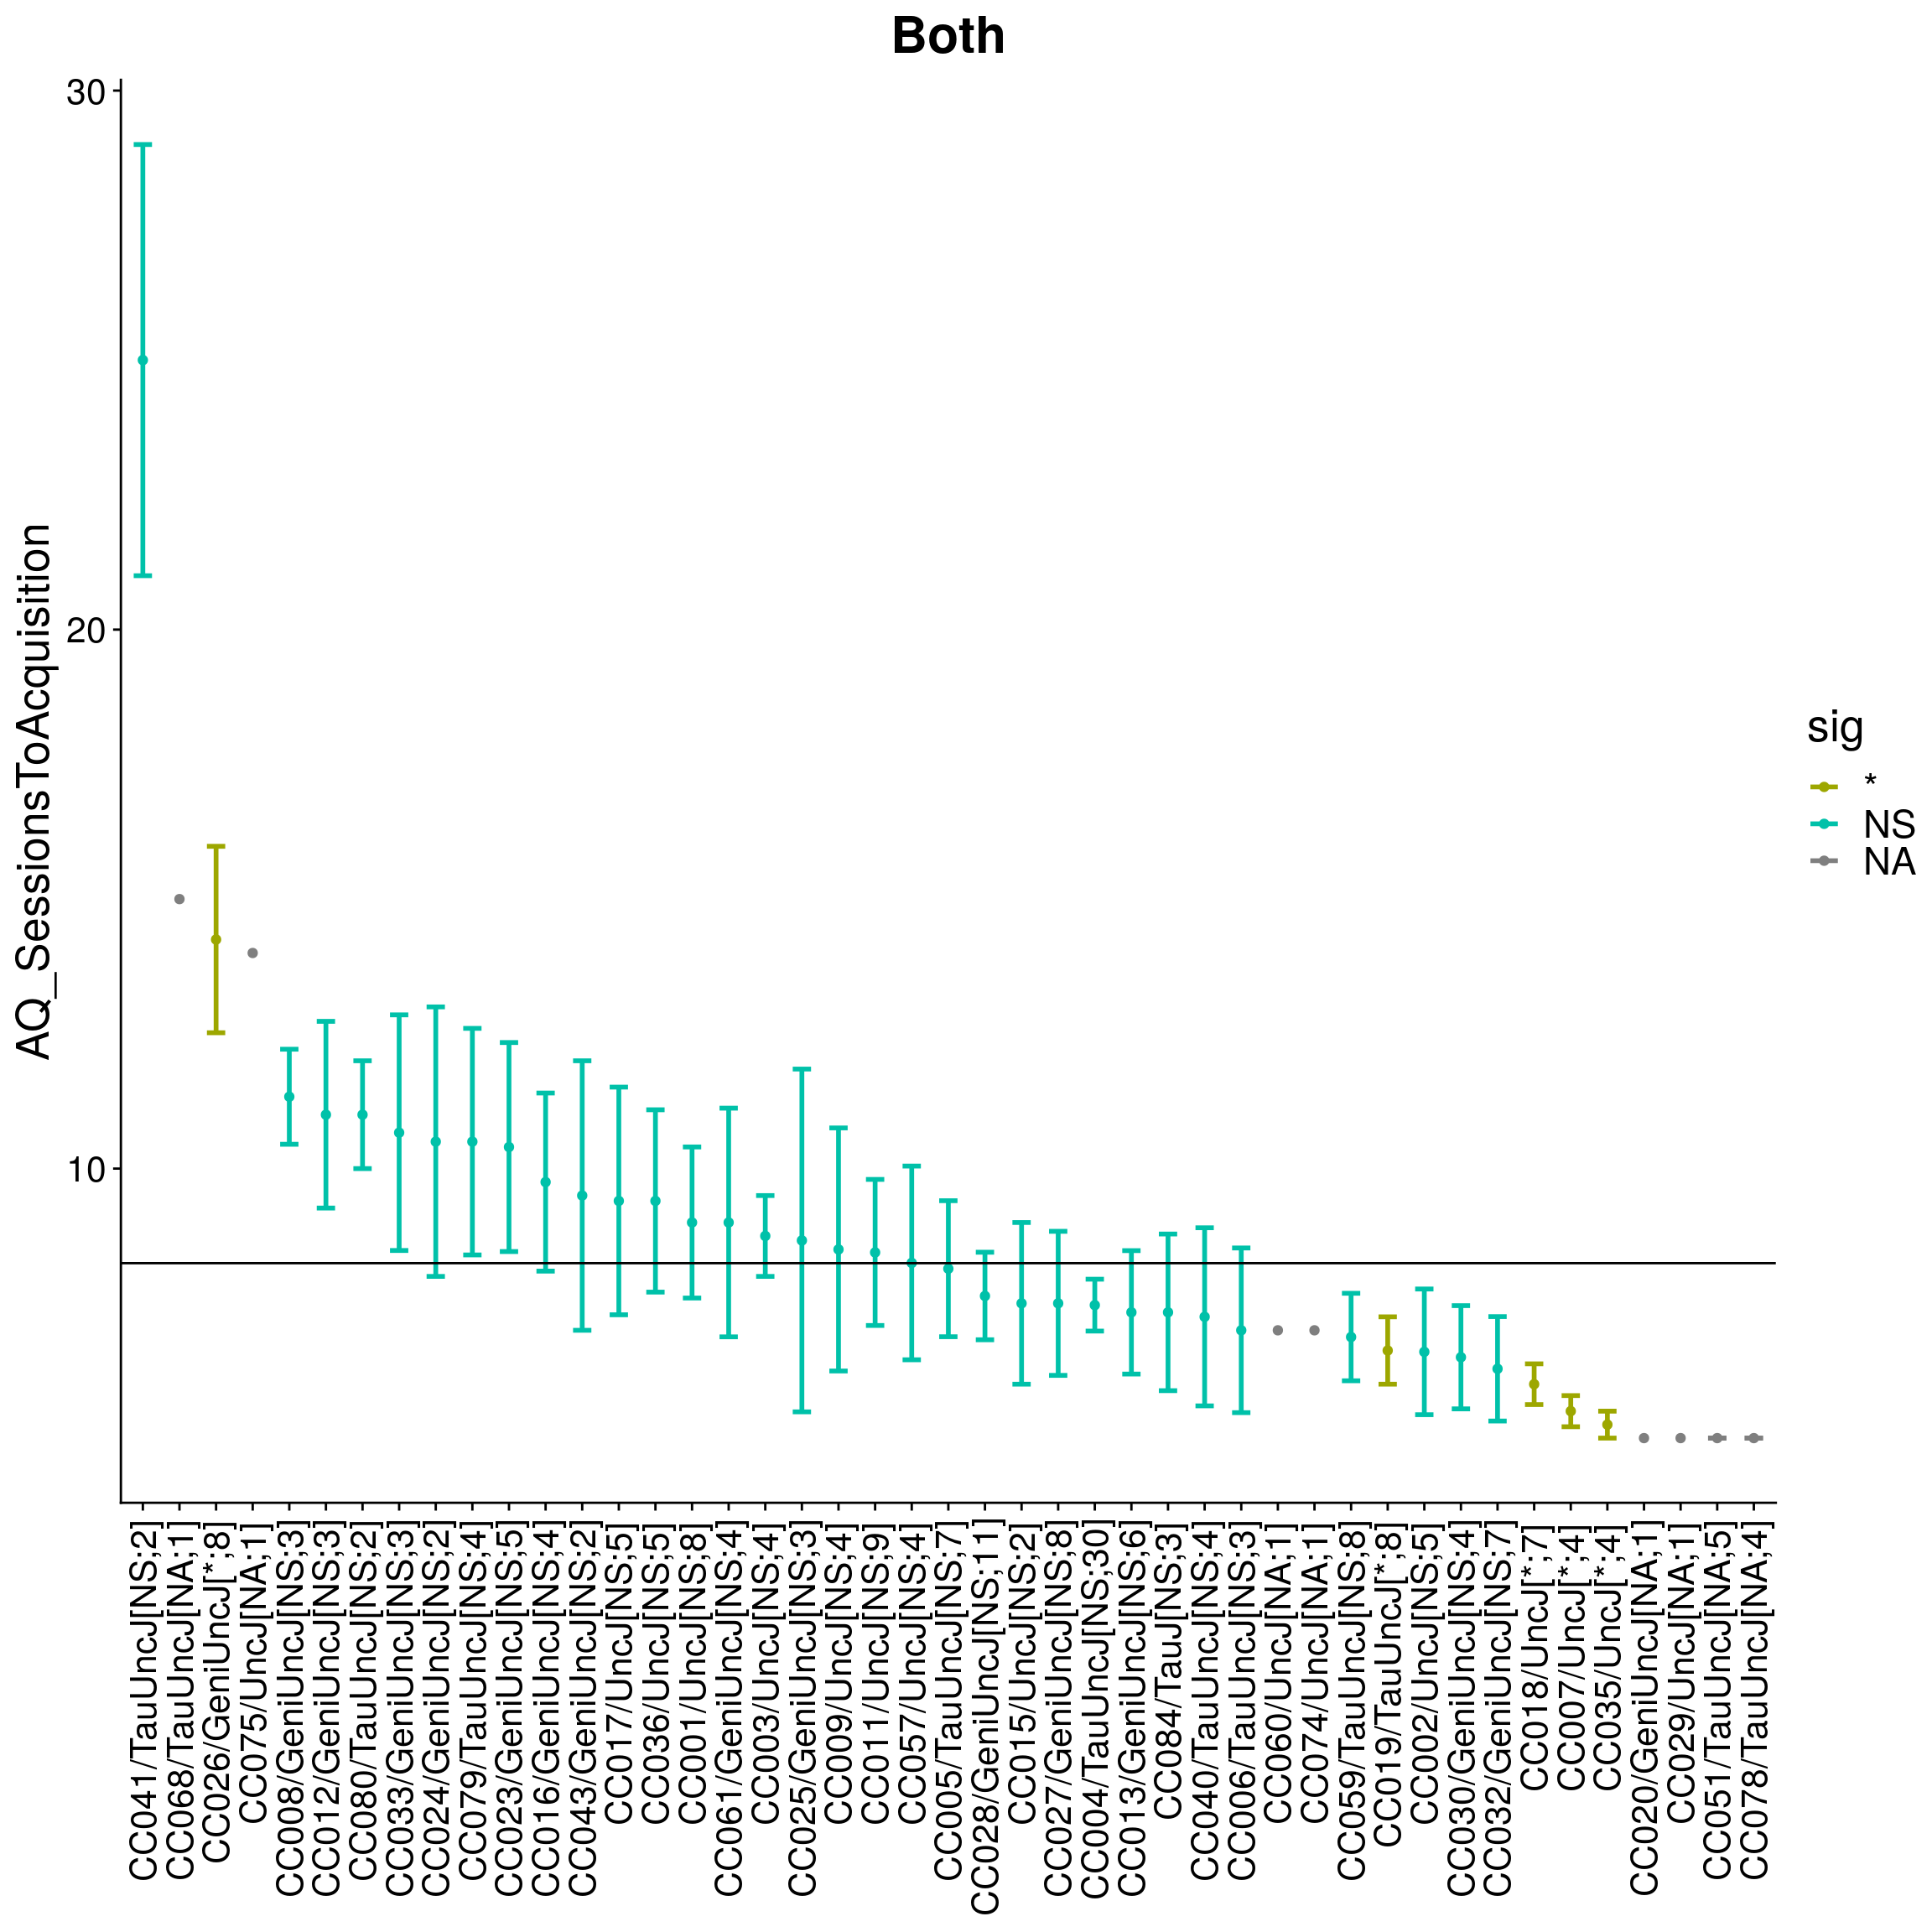 Both
AQ_SessionsToAcquisition
30
20
10
CC041/TauUncJ[NS;2]
CC068/TauUncJ[NA;1]
CC026/GeniUncJ[*;8]
CC075/UncJ[NA;1]
CC008/GeniUncJ[NS;3]
CC012/GeniUncJ[NS;3]
CC080/TauUncJ[NS;2]
CC033/GeniUncJ[NS;3]
CC024/GeniUncJ[NS;2]
CC079/TauUncJ[NS;4]
CC023/GeniUncJ[NS;5]
CC016/GeniUncJ[NS;4]
CC043/GeniUncJ[NS;2]
CC017/UncJ[NS;5]
CC036/UncJ[NS;5]
CC001/UncJ[NS;8]
CC061/GeniUncJ[NS;4]
CC003/UncJ[NS;4]
CC025/GeniUncJ[NS;3]
CC009/UncJ[NS;4]
CC011/UncJ[NS;9]
CC057/UncJ[NS;4]
CC005/TauUncJ[NS;7]
CC028/GeniUncJ[NS;11]
CC015/UncJ[NS;2]
CC027/GeniUncJ[NS;8]
CC004/TauUncJ[NS;30]
CC013/GeniUncJ[NS;6]
CC084/TauJ[NS;3]
CC040/TauUncJ[NS;4]
CC006/TauUncJ[NS;3]
CC060/UncJ[NA;1]
CC074/UncJ[NA;1]
CC059/TauUncJ[NS;8]
CC019/TauUncJ[*;8]
CC002/UncJ[NS;5]
CC030/GeniUncJ[NS;4]
CC032/GeniUncJ[NS;7]
CC018/UncJ[*;7]
CC007/UncJ[*;4]
CC035/UncJ[*;4]
CC020/GeniUncJ[NA;1]
CC029/UncJ[NA;1]
CC051/TauUncJ[NA;5]
CC078/TauUncJ[NA;4]
sig
*
NS
NA